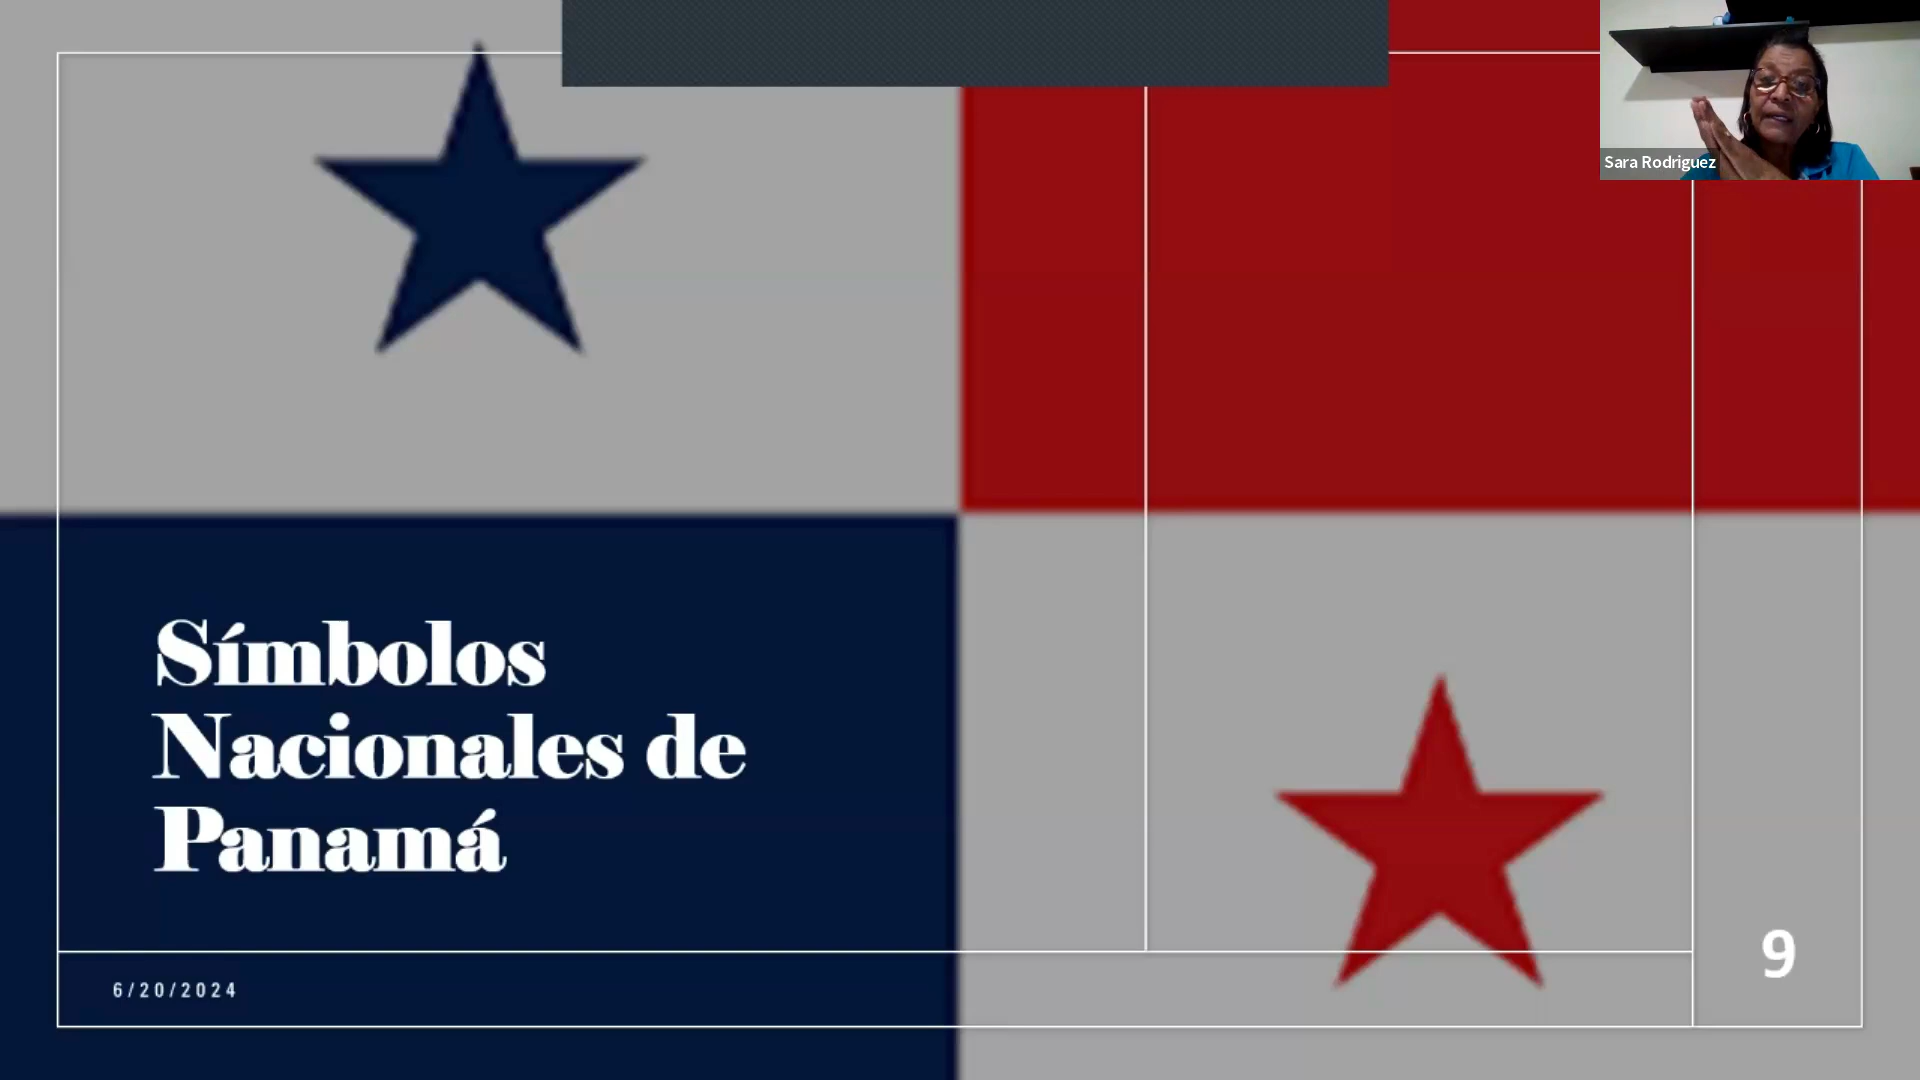 Sara Rodriguez
Símbolos
Nacionales de
Panamá
9
6/20/2024